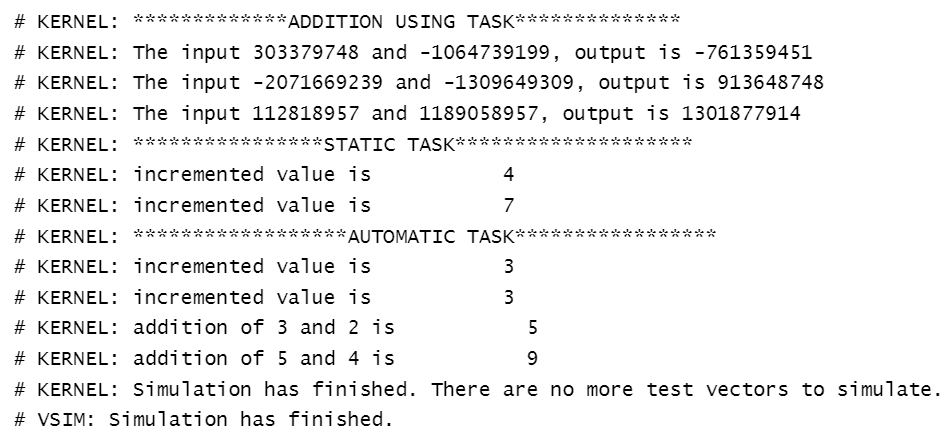 # KERNEL: *************ADDITION USING TASK**************
# KERNEL: The input 303379748 and -1064739199, output is -761359451
# KERNEL: The input -2071669239 and -1309649309, output is 913648748
# KERNEL: The input 112818957 and 1189058957, output is 1301877914
# KERNEL: ****************STATIC TASK********************
# KERNEL: incremented value is           4
# KERNEL: incremented value is           7
# KERNEL: ******************AUTOMATIC TASK*****************
# KERNEL: incremented value is           3
# KERNEL: incremented value is           3
# KERNEL: addition of 3 and 2 is           5
# KERNEL: addition of 5 and 4 is           9
# KERNEL: Simulation has finished. There are no more test vectors to simulate.
# VSIM: Simulation has finished.